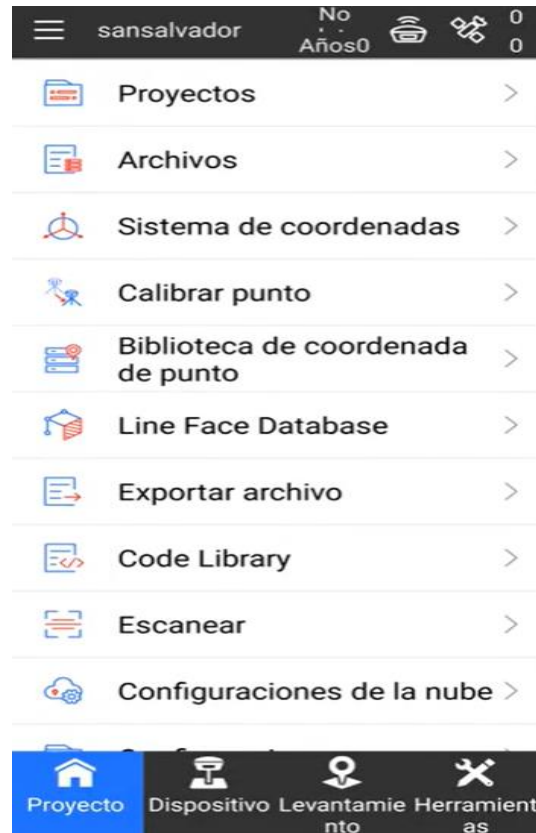 sansalvador
No
Años0
0
0
Proyectos
Archivos
Sistema de coordenadas
Calibrar punto
Biblioteca de coordenada
de punto
Line Face Database
Exportar archivo
Code Library
Escanear
Configuraciones de la nube
Proyecto
Dispositivo
Levantamie
nto
Herramient
as